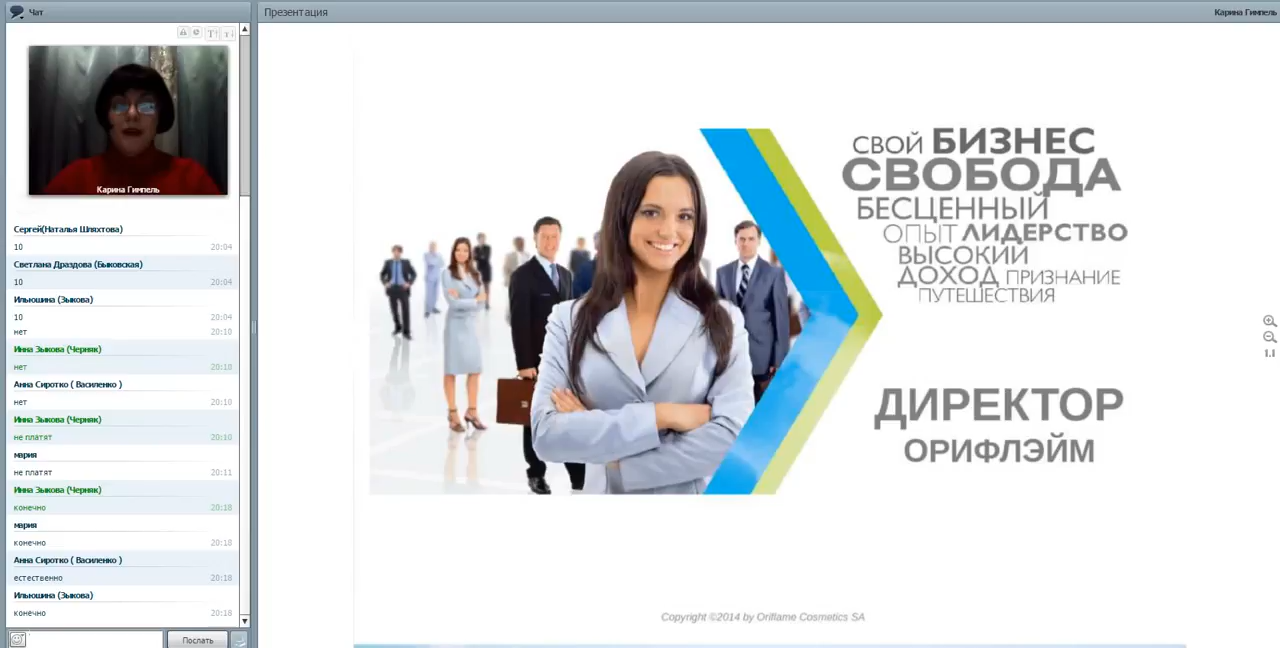 Чат
Презентация
Карина Гимпель
Карина Гимпель
Сергей(Наталья Шляхтова)
10 20:04
Светлана Драздова (Быковская)
10 20:04
Ильюшина (Зыкова)
10 20:04
нет 20:10
Инна Зыкова (Черняк)
нет 20:18
Анна Сиротко ( Василенко )
нет 20:10
Инна Зыкова (Черняк)
не платят 20:10
мария
не платят 20:11
Инна Зыкова (Черняк)
конечно 20:18
мария
конечно 20:18
Анна Сиротко ( Василенко )
естественно 20:18
Ильюшина (Зыкова)
конечно 20:18
Послать
СВОЙ БИЗНЕС
СВОБОДА
БЕСЦЕННЫЙ
ОПЫТ ЛИДЕРСТВО
ВЫСОКИЙ
ДОХОД ПРИЗНАНИЕ
ПУТЕШЕСТВИЯ
ДИРЕКТОР
ОРИФЛЭЙМ
Copyright ©2014 by Oriflame Cosmetics SA
1:1